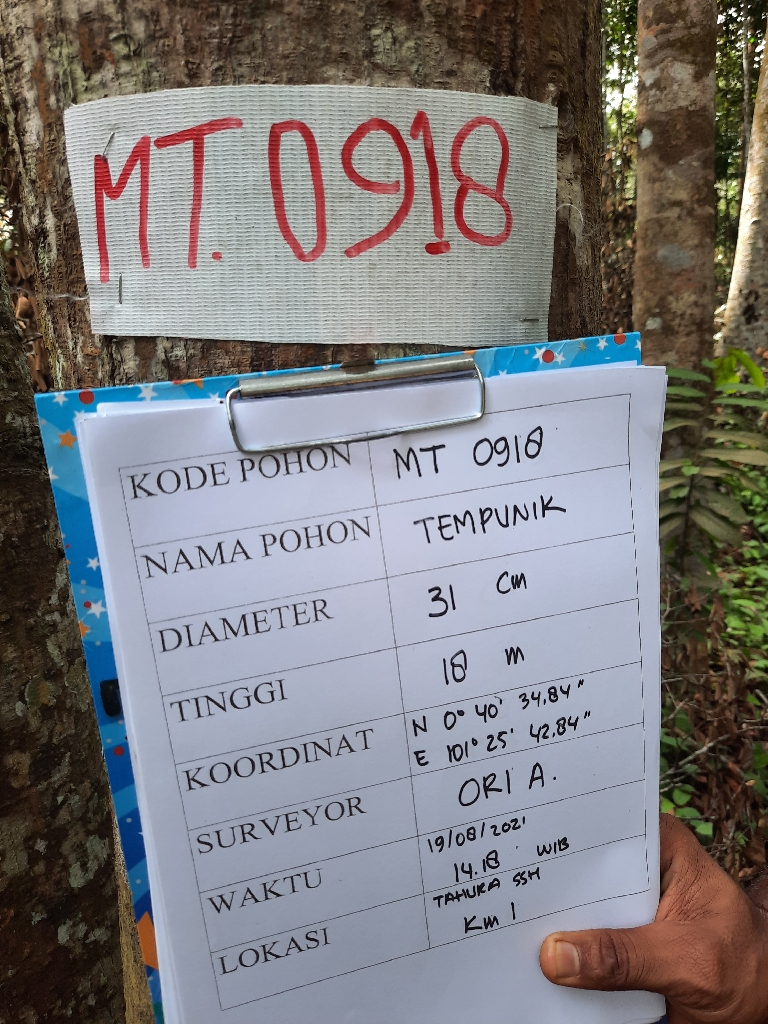 MT. 0918
KODE POHON MT 0918
NAMA POHON TEMPUNIK
DIAMETER 31 cm
TINGGI 18 m
KOORDINAT N 0° 40' 34.84"
E 101° 25' 42.84"
SURVEYOR ORI A.
WAKTU 19/08/2021
14.18 WIB
LOKASI TAHURA SSH
Km 1